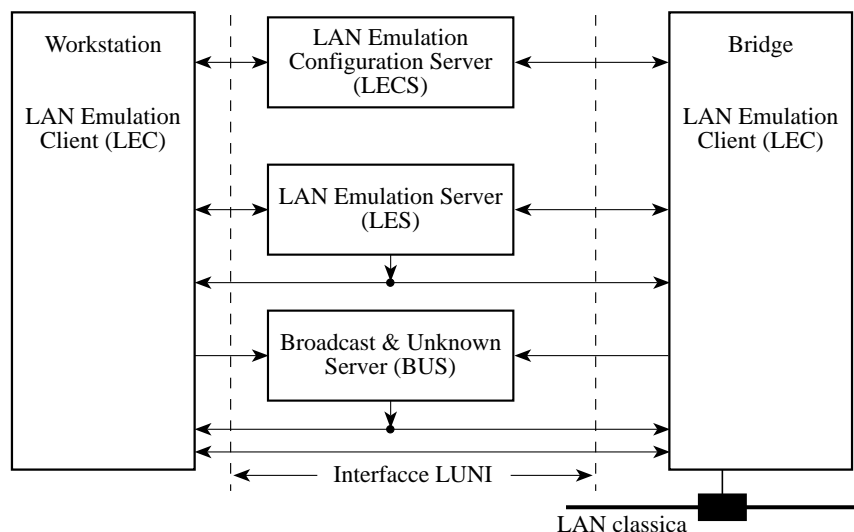 Workstation
LAN Emulation
Client (LEC)
LAN Emulation
Configuration Server
(LECS)
Bridge
LAN Emulation
Client (LEC)
LAN Emulation Server
(LES)
Broadcast & Unknown
Server (BUS)
Interfacce LUNI
LAN classica